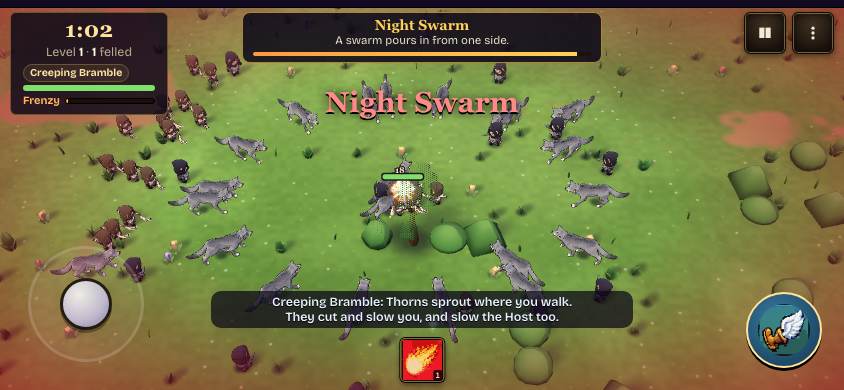 1:02
Level 1 · 1 felled
Creeping Bramble
Frenzy
Night Swarm
A swarm pours in from one side.
Night Swarm
18
Creeping Bramble: Thorns sprout where you walk.
They cut and slow you, and slow the Host too.
1